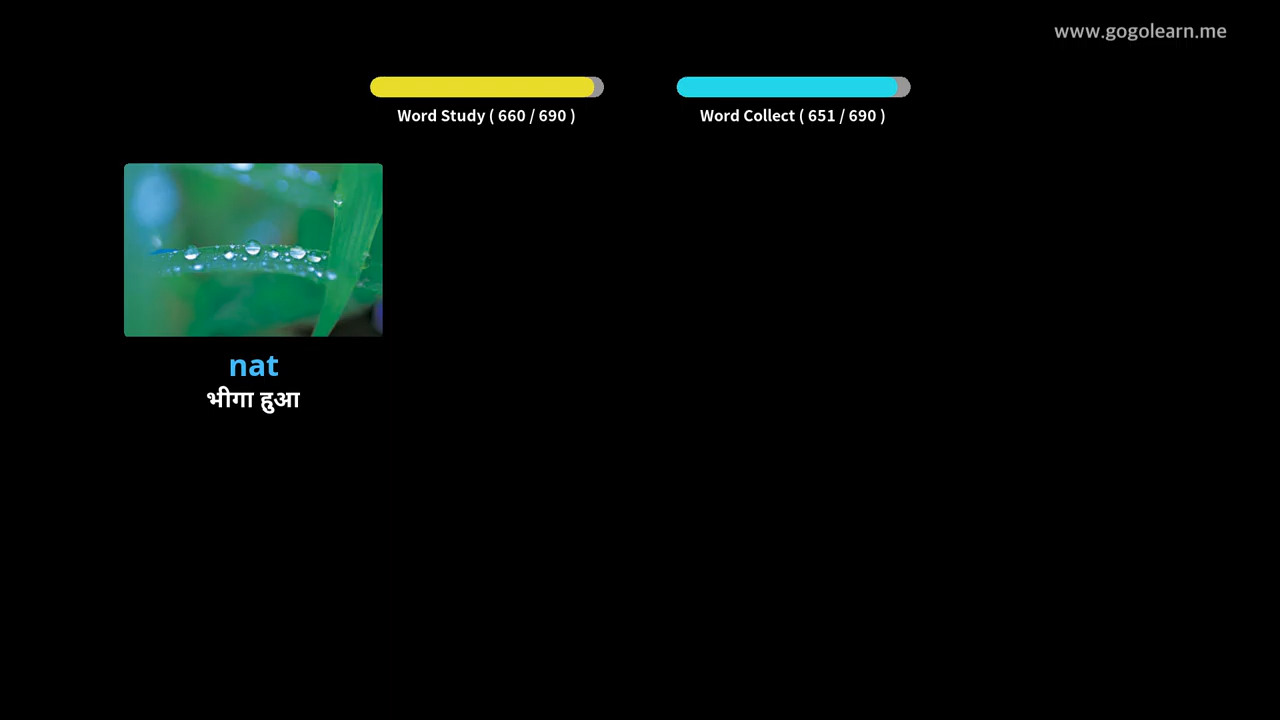 www.gogolearn.me
Word Study ( 660 / 690 )
Word Collect ( 651 / 690 )
nat
भीगा हुआ